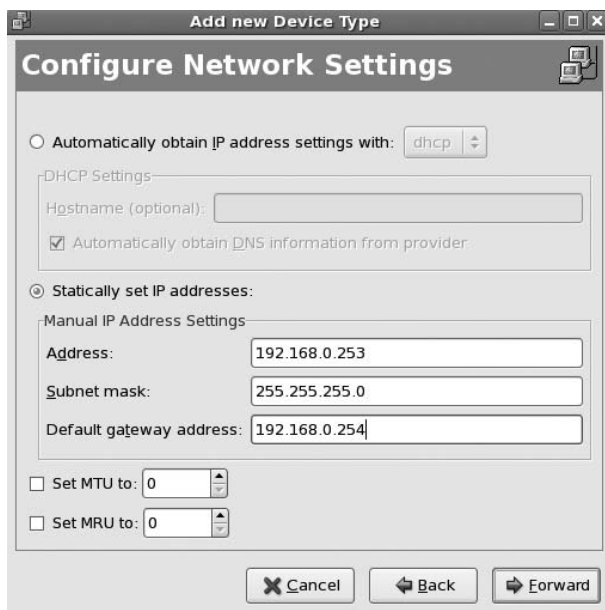 Add new Device Type
Configure Network Settings
Automatically obtain IP address settings with: dhcp
DHCP Settings
Hostname (optional):
Automatically obtain DNS information from provider
Statically set IP addresses:
Manual IP Address Settings
Address: 192.168.0.253
Subnet mask: 255.255.255.0
Default gateway address: 192.168.0.254
Set MTU to: 0
Set MRU to: 0
Cancel Back Forward